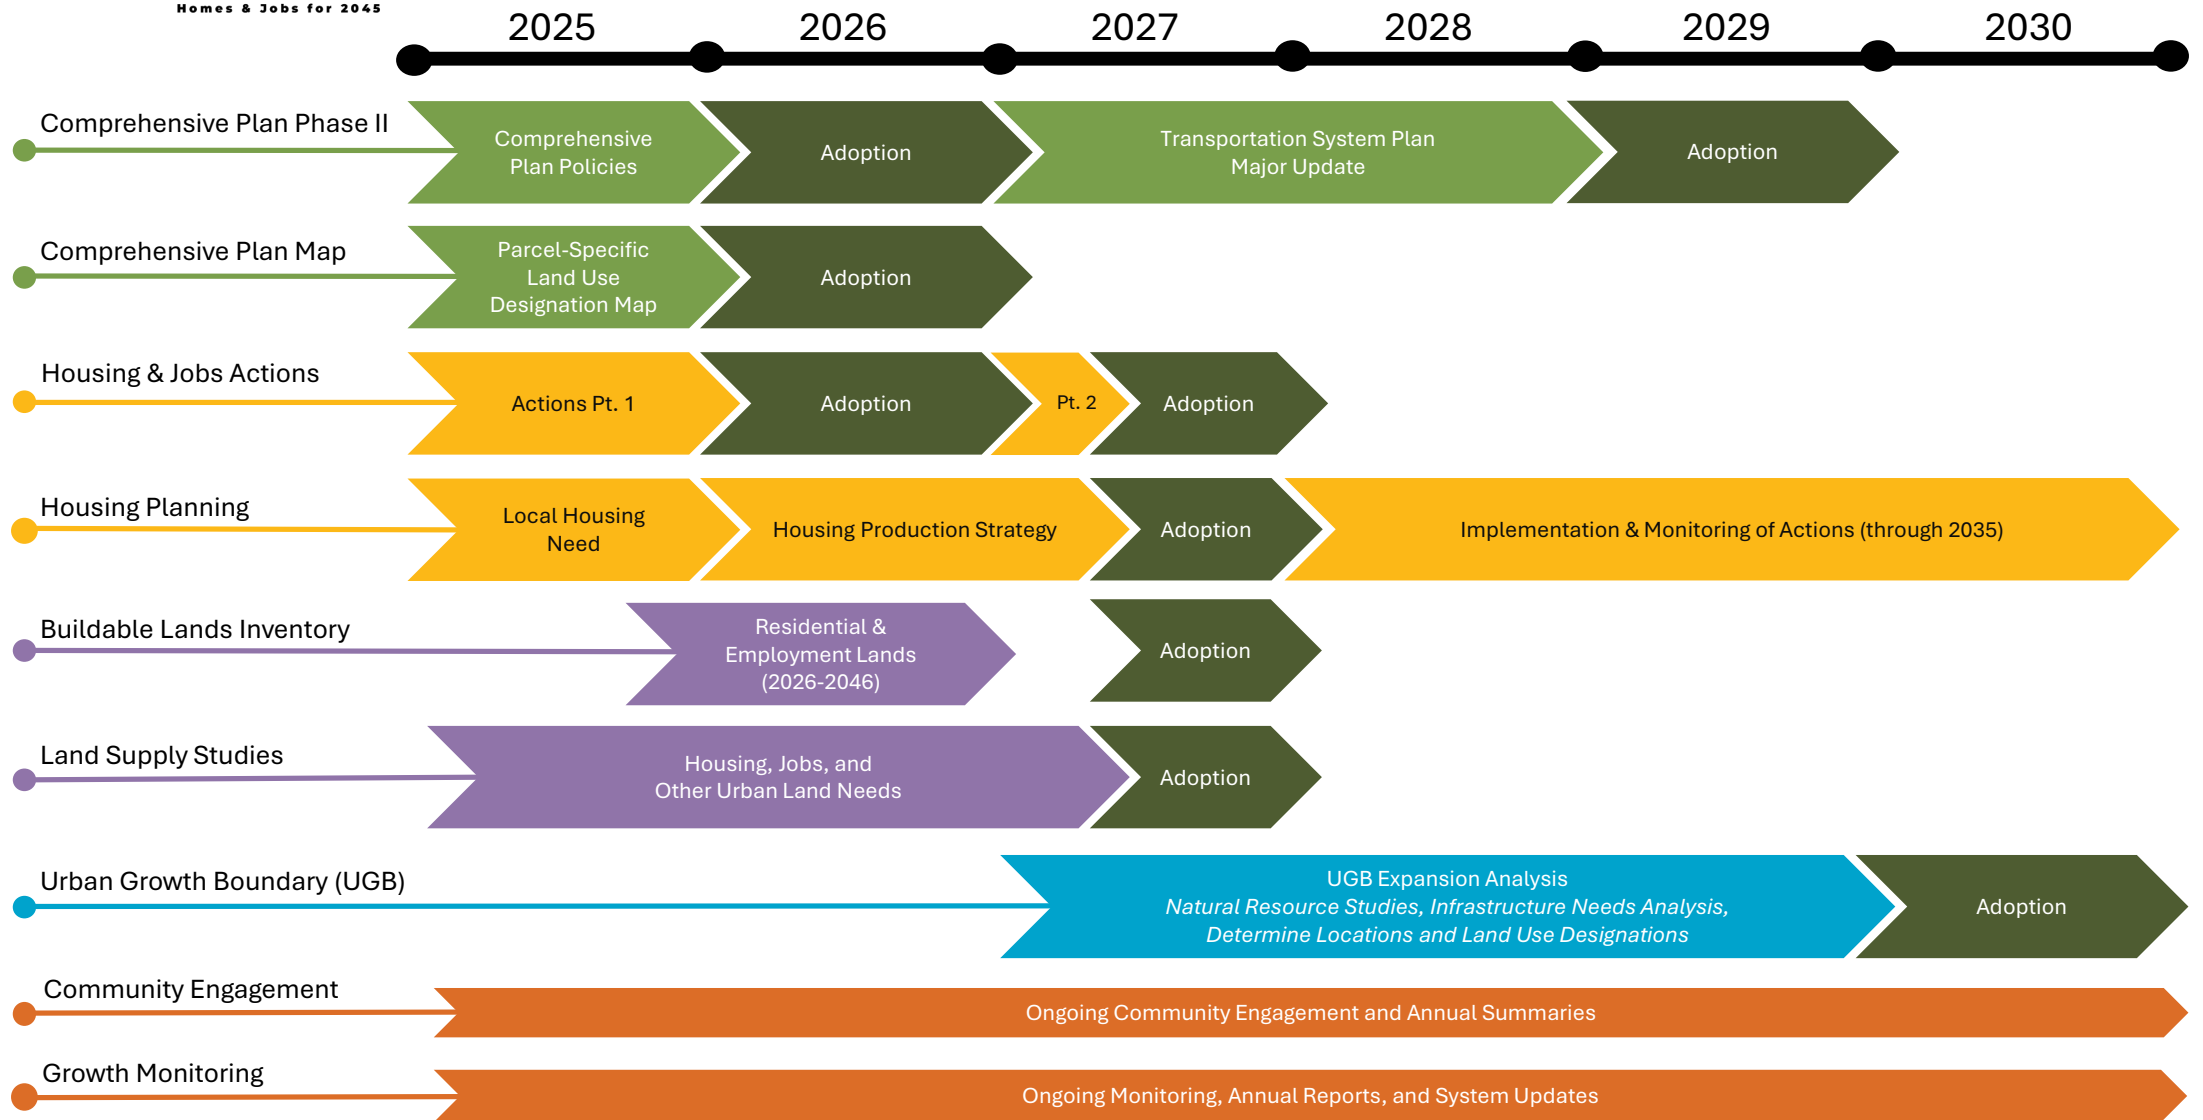 Homes & Jobs for 2045
2025 2026 2027 2028 2029 2030
Comprehensive Plan Phase II
Comprehensive
Plan Policies
Adoption
Transportation System Plan
Major Update
Adoption
Comprehensive Plan Map
Parcel-Specific
Land Use
Designation Map
Adoption
Housing & Jobs Actions
Actions Pt. 1
Adoption
Pt. 2
Adoption
Housing Planning
Local Housing
Need
Housing Production Strategy
Adoption
Implementation & Monitoring of Actions (through 2035)
Buildable Lands Inventory
Residential &
Employment Lands
(2026-2046)
Adoption
Land Supply Studies
Housing, Jobs, and
Other Urban Land Needs
Adoption
Urban Growth Boundary (UGB)
UGB Expansion Analysis
Natural Resource Studies, Infrastructure Needs Analysis,
Determine Locations and Land Use Designations
Adoption
Community Engagement
Ongoing Community Engagement and Annual Summaries
Growth Monitoring
Ongoing Monitoring, Annual Reports, and System Updates